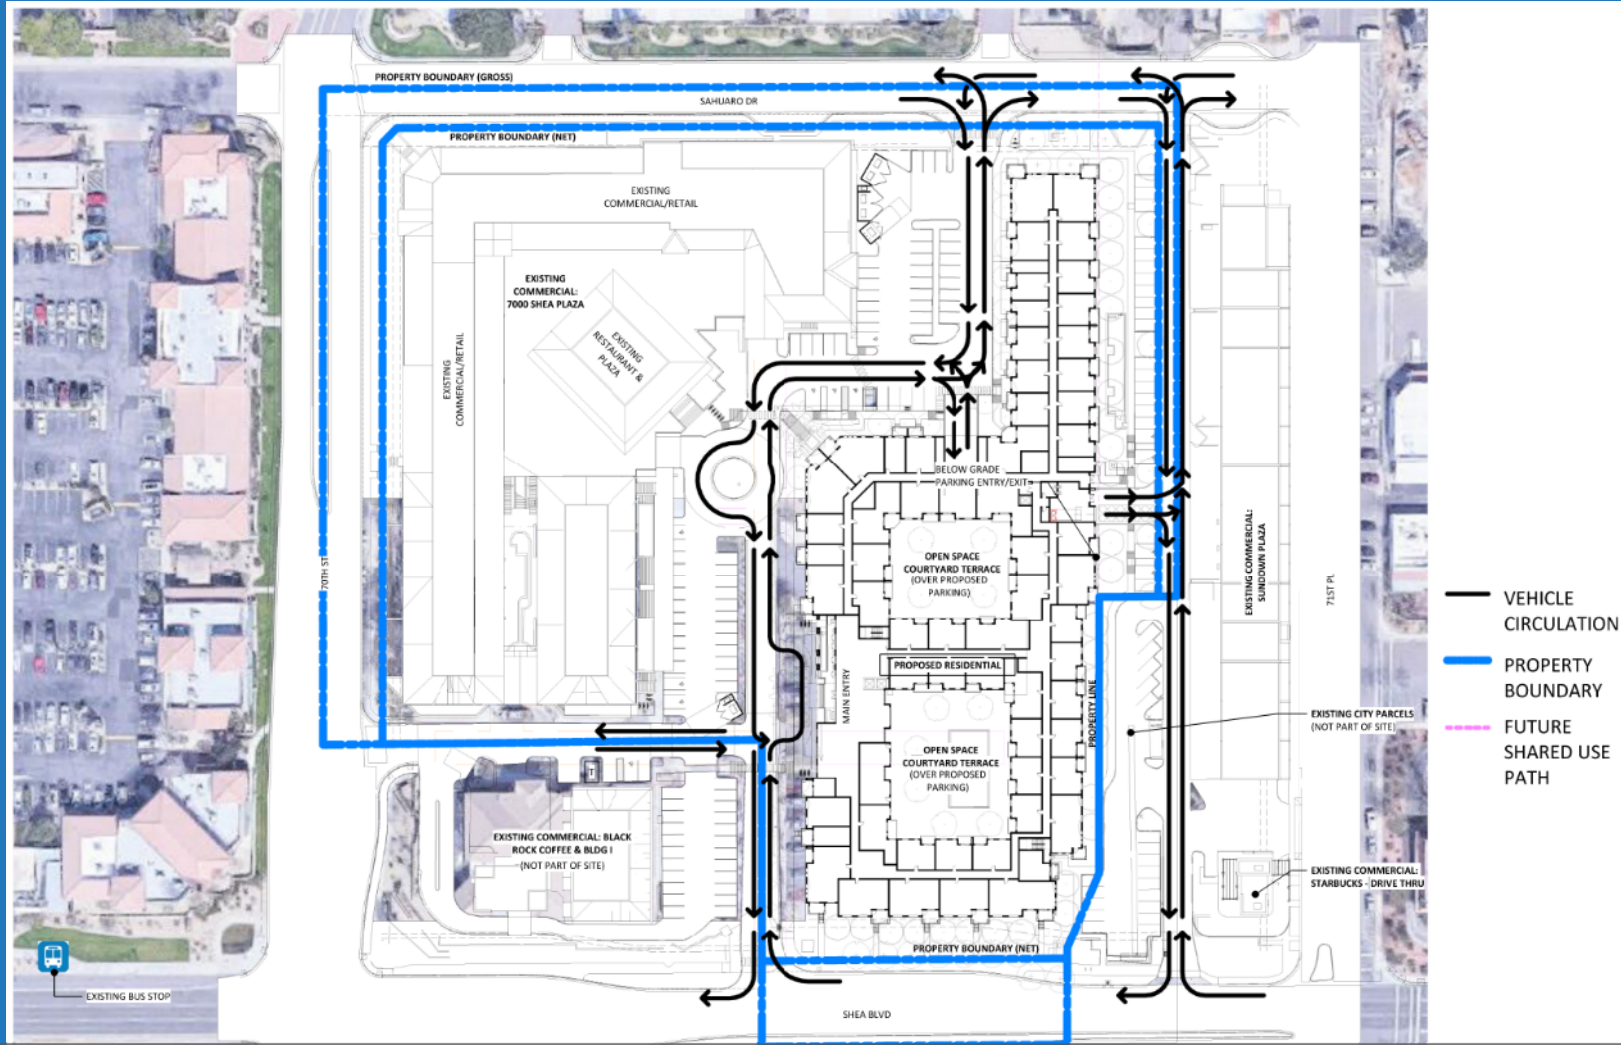 PROPERTY BOUNDARY (GROSS)
SAHUARO DR
PROPERTY BOUNDARY (NET)
EXISTING
COMMERCIAL/RETAIL
EXISTING
COMMERCIAL:
7000 SHEA PLAZA
EXISTING
RESTAURANT &
PLAZA
EXISTING
COMMERCIAL/RETAIL
BELOW GRADE
PARKING ENTRY/EXIT
70TH ST
OPEN SPACE
COURTYARD TERRACE
(OVER PROPOSED
PARKING)
EXISTING COMMERCIAL:
SUNDOWN PLAZA
71ST PL
VEHICLE
CIRCULATION
PROPERTY
BOUNDARY
FUTURE
SHARED USE
PATH
PROPOSED RESIDENTIAL
MAIN ENTRY
PROPERTY LINE
EXISTING CITY PARCELS
(NOT PART OF SITE)
OPEN SPACE
COURTYARD TERRACE
(OVER PROPOSED
PARKING)
EXISTING COMMERCIAL: BLACK
ROCK COFFEE & BLDG I
(NOT PART OF SITE)
EXISTING COMMERCIAL:
STARBUCKS - DRIVE THRU
PROPERTY BOUNDARY (NET)
EXISTING BUS STOP
SHEA BLVD